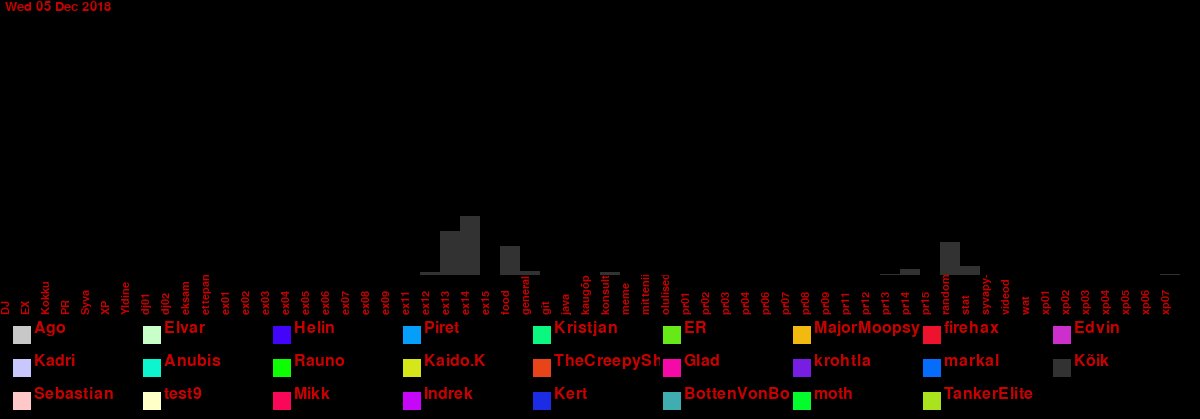 Wed 05 Dec 2018
DJ EX Kokku PR Syva XP Yldine dj01 dj02 eksam ettepan ex01 ex02 ex03 ex04 ex05 ex06 ex07 ex08 ex09 ex11 ex12 ex13 ex14 ex15 food general git java kaugõp konsult meme mittenii olulised pr01 pr02 pr03 pr04 pr06 pr07 pr08 pr09 pr11 pr12 pr13 pr14 pr15 random stat syvapy- videod wat xp01 xp02 xp03 xp04 xp05 xp06 xp07
Ago Elvar Helin Piret Kristjan ER MajorMoopsy firehax Edvin
Kadri Anubis Rauno Kaido.K TheCreepySh Glad krohtla markal Kõik
Sebastian test9 Mikk Indrek Kert BottenVonBo moth TankerElite